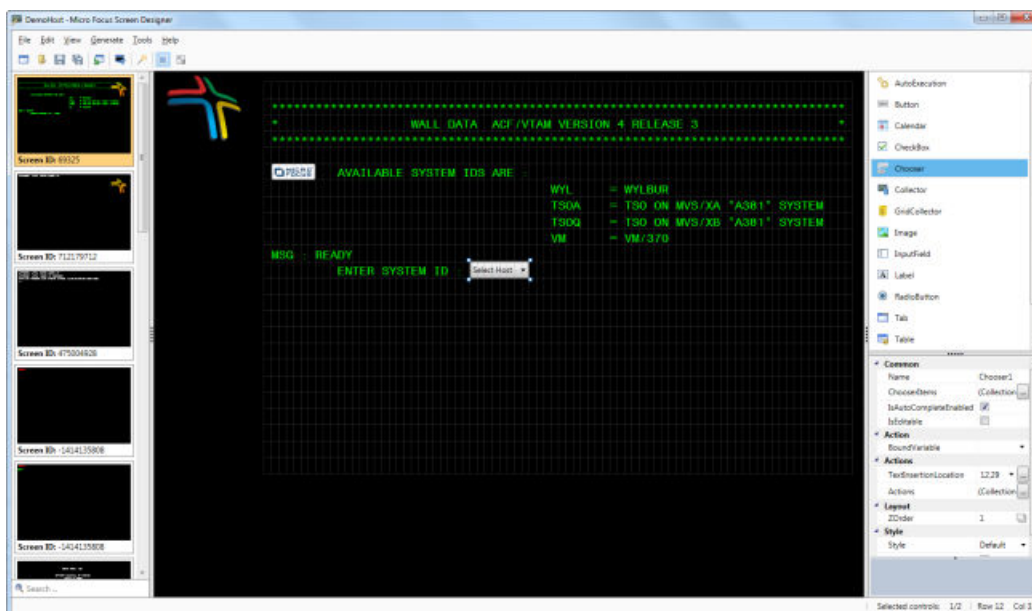 DemoHost - Micro Focus Screen Designer
File Edit View Generate Tools Help
Screen ID: 69325
Screen ID: 712179712
Screen ID: 475004928
Screen ID: -1414135808
Screen ID: -1414135808
Search...
WALL DATA ACF/VTAM VERSION 4 RELEASE 3
AVAILABLE SYSTEM IDS ARE :
WYL = WYLBUR
TSOA = TSO ON MVS/XA "A381" SYSTEM
TSOQ = TSO ON MVS/XB "A381" SYSTEM
VM = VM/370
MSG : READY
ENTER SYSTEM ID : Select Host
AutoExecution
Button
Calendar
CheckBox
Chooser
Collector
GridCollector
Image
InputField
Label
RadioButton
Tab
Table
Common
Name Chooser1
ChooserItems (Collection) ...
IsAutoCompleteEnabled
IsEditable
Action
BoundVariable
Actions
TextInsertionLocation 12,29 ...
Actions (Collection) ...
Layout
ZOrder 1
Style
Style Default
Selected controls: 1/2 Row 12 Col